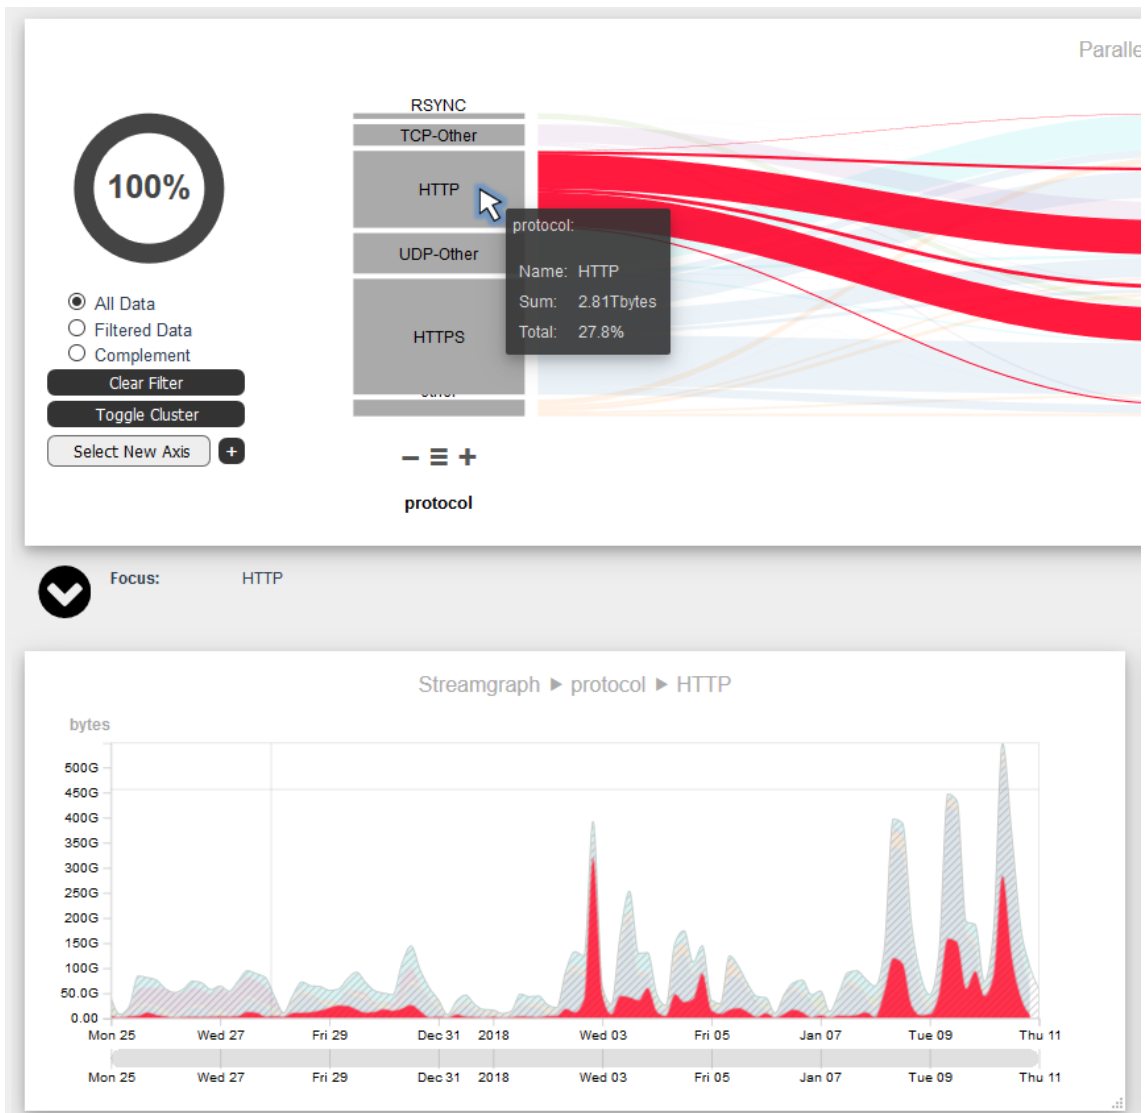 Paralle
RSYNC
TCP-Other
HTTP
UDP-Other
HTTPS
100%
All Data
Filtered Data
Complement
Clear Filter
Toggle Cluster
Select New Axis +
protocol:
Name: HTTP
Sum: 2.81Tbytes
Total: 27.8%
protocol
Focus: HTTP
Streamgraph ▶ protocol ▶ HTTP
bytes
500G
450G
400G
350G
300G
250G
200G
150G
100G
50.0G
0.00
Mon 25 Wed 27 Fri 29 Dec 31 2018 Wed 03 Fri 05 Jan 07 Tue 09 Thu 11
Mon 25 Wed 27 Fri 29 Dec 31 2018 Wed 03 Fri 05 Jan 07 Tue 09 Thu 11